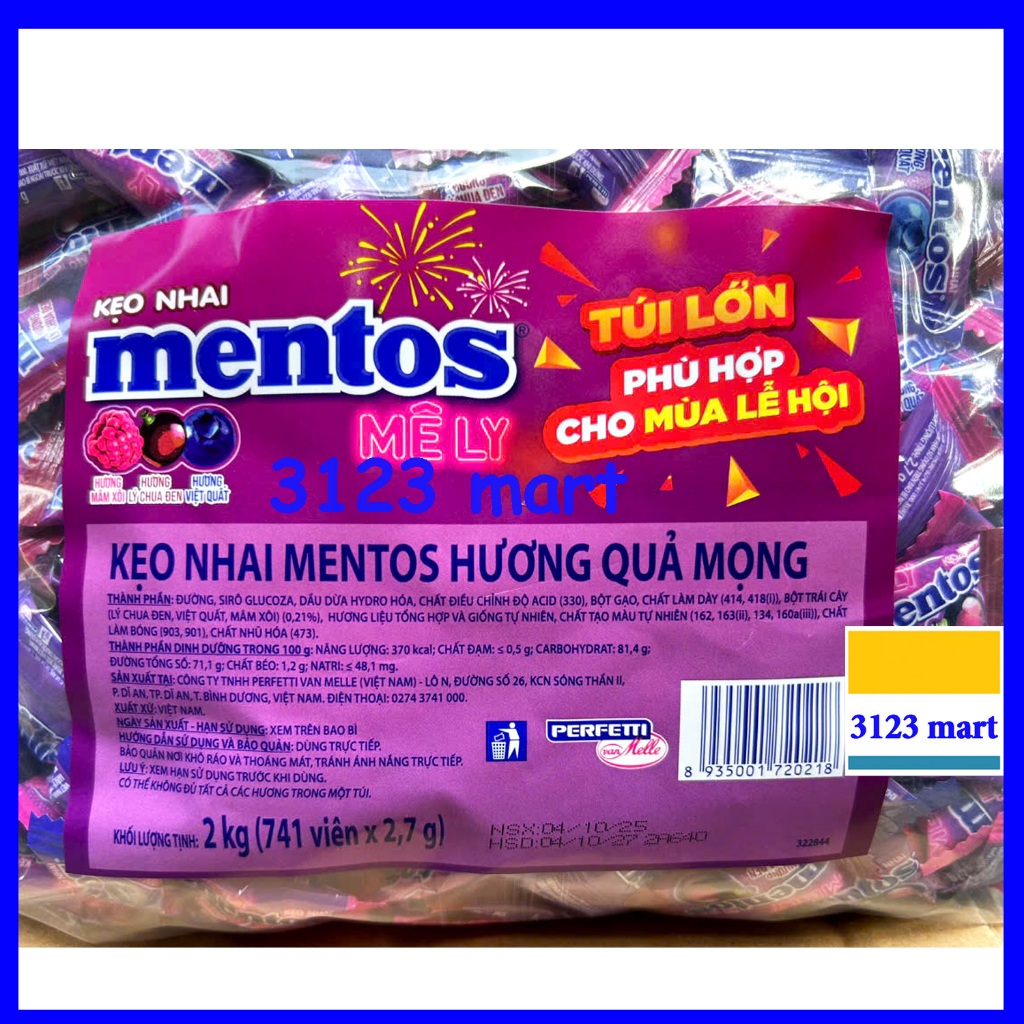 KẸO NHAI
mentos®
MÊ LY
HƯƠNG MÂM XÔI
HƯƠNG LÝ CHUA ĐEN
HƯƠNG VIỆT QUẤT
TÚI LỚN
PHÙ HỢP
CHO MÙA LỄ HỘI
3123 mart
KẸO NHAI MENTOS HƯƠNG QUẢ MỌNG
THÀNH PHẦN: ĐƯỜNG, SIRÔ GLUCOZA, DẦU DỪA HYDRO HÓA, CHẤT ĐIỀU CHỈNH ĐỘ ACID (330), BỘT GẠO, CHẤT LÀM DÀY (414, 418(i)), BỘT TRÁI CÂY
(LÝ CHUA ĐEN, VIỆT QUẤT, MÂM XÔI) (0,21%), HƯƠNG LIỆU TỔNG HỢP VÀ GIỐNG TỰ NHIÊN, CHẤT TẠO MÀU TỰ NHIÊN (162, 163(ii), 134, 160a(iii)), CHẤT
LÀM BÓNG (903, 901), CHẤT NHŨ HÓA (473).
THÀNH PHẦN DINH DƯỠNG TRONG 100 g: NĂNG LƯỢNG: 370 kcal; CHẤT ĐẠM: ≤ 0,5 g; CARBOHYDRAT: 81,4 g;
ĐƯỜNG TỔNG SỐ: 71,1 g; CHẤT BÉO: 1,2 g; NATRI: ≤ 48,1 mg.
SẢN XUẤT TẠI: CÔNG TY TNHH PERFETTI VAN MELLE (VIỆT NAM) - LÔ N, ĐƯỜNG SỐ 26, KCN SÓNG THẦN II,
P. DĨ AN, TP. DĨ AN, T. BÌNH DƯƠNG, VIỆT NAM. ĐIỆN THOẠI: 0274 3741 000.
XUẤT XỨ: VIỆT NAM.
NGÀY SẢN XUẤT - HẠN SỬ DỤNG: XEM TRÊN BAO BÌ
HƯỚNG DẪN SỬ DỤNG VÀ BẢO QUẢN: DÙNG TRỰC TIẾP.
BẢO QUẢN NƠI KHÔ RÁO VÀ THOÁNG MÁT, TRÁNH ÁNH NẮNG TRỰC TIẾP.
LƯU Ý: XEM HẠN SỬ DỤNG TRƯỚC KHI DÙNG.
CÓ THỂ KHÔNG ĐỦ TẤT CẢ CÁC HƯƠNG TRONG MỘT TÚI.
PERFETTI
van Melle
8 935001 720218
3123 mart
KHỐI LƯỢNG TỊNH: 2 kg (741 viên x 2,7 g)
NSX:04/10/25
HSD:04/10/27 2A640
322844